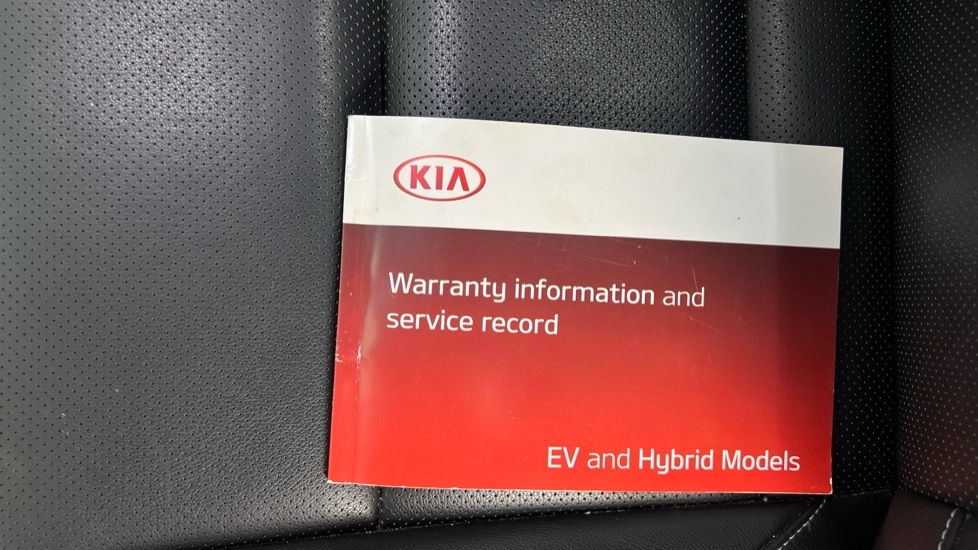 KIA
Warranty information and
service record
EV and Hybrid Models